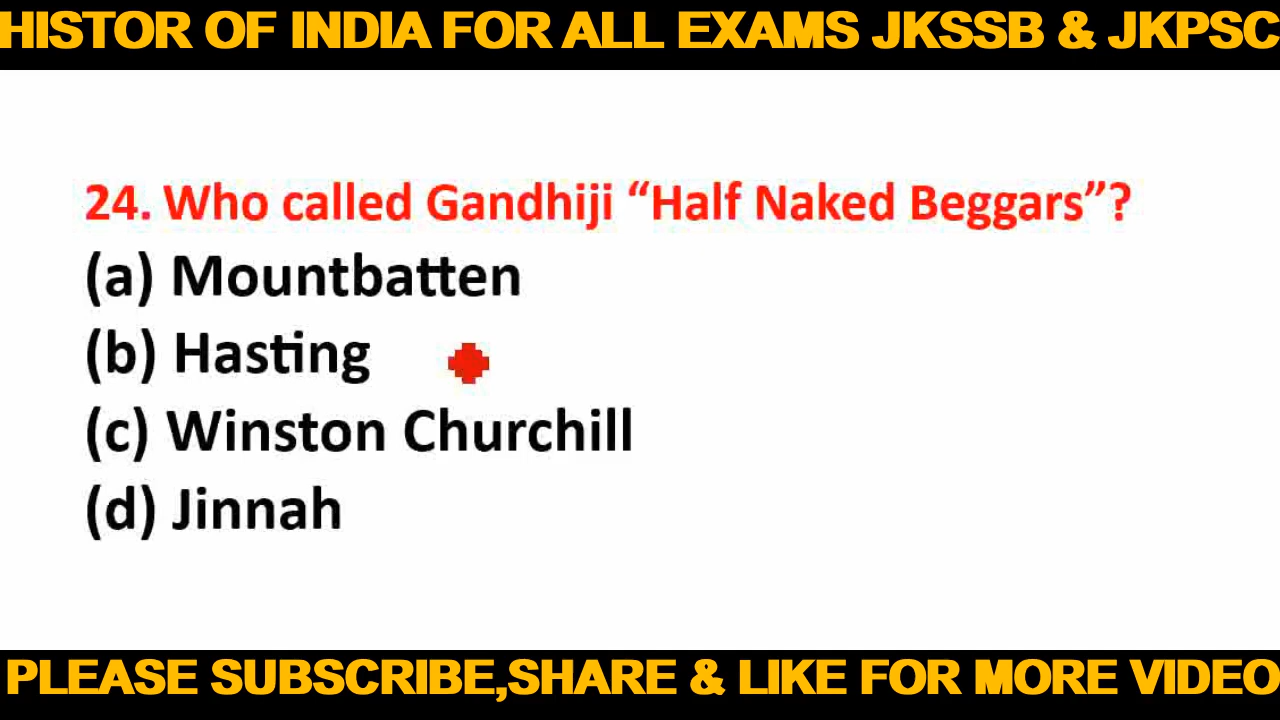 HISTOR OF INDIA FOR ALL EXAMS JKSSB & JKPSC
24. Who called Gandhiji “Half Naked Beggars”?
(a) Mountbatten
(b) Hasting
(c) Winston Churchill
(d) Jinnah
PLEASE SUBSCRIBE,SHARE & LIKE FOR MORE VIDEO